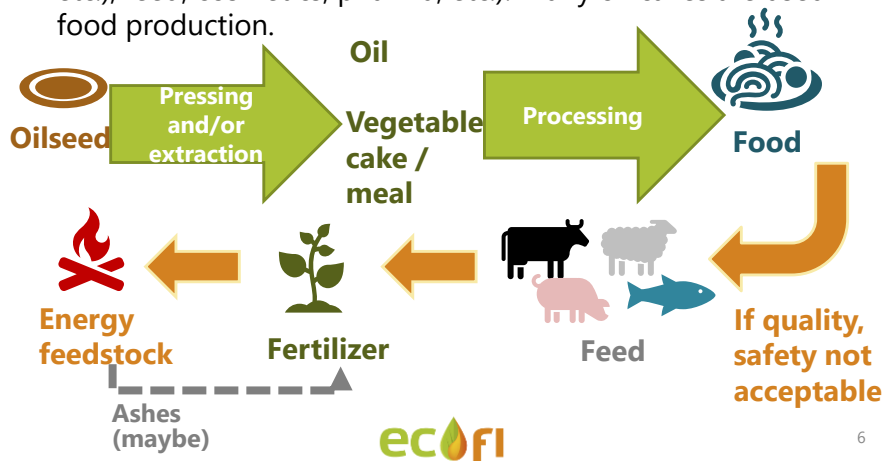 food production.
Oil
Pressing
and/or
extraction
Oilseed
Vegetable
cake /
meal
Processing
Food
Energy
feedstock
Fertilizer
Feed
If quality,
safety not
acceptable
Ashes
(maybe)
ecofi
6